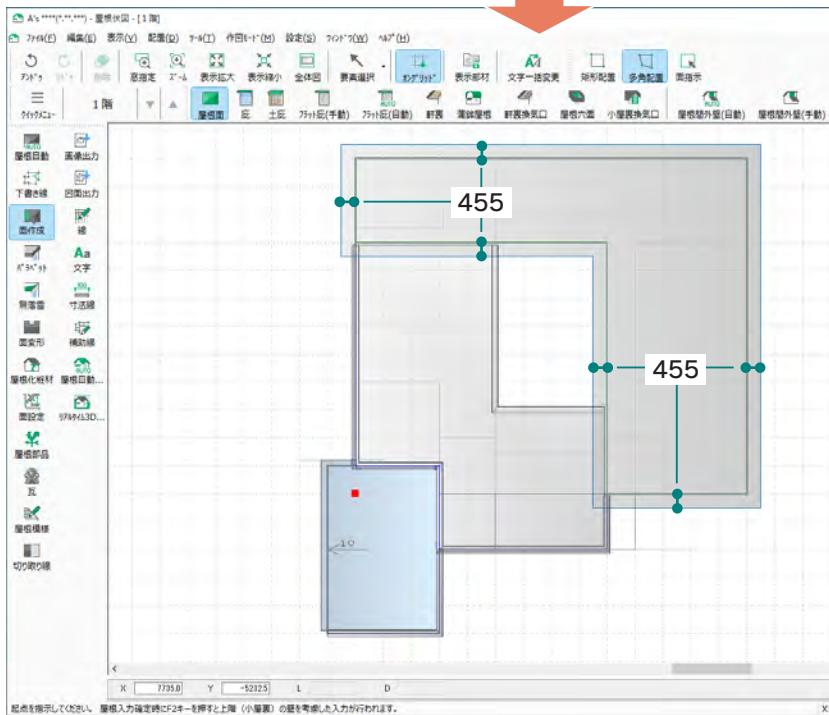 A's ****(*.**.***) - 屋根伏図 - [1 階]
ファイル(F) 編集(E) 表示(V) 配置(D) ツール(T) 作図モード(M) 設定(S) ウィンドウ(W) ヘルプ(H)
アンドゥ リドゥ 削除 窓指定 ズーム 表示拡大 表示縮小 全体図 要素選択 オングリッド 表示部材 文字一括変更 矩形配置 多角配置 面指示
クイックメニュー 1 階 屋根面 庇 土庇 フラット庇(手動) フラット庇(自動) 軒裏 蒲鉾屋根 軒裏換気口 屋根穴面 小屋裏換気口 屋根間外壁(自動) 屋根間外壁(手動)
屋根自動 画像出力
下書き線 図面出力
面作成 線
パラペット 文字
無落雪 寸法線
面変形 補助線
屋根化粧材 屋根自動...
面設定 リアルタイム3D...
屋根部品
瓦
屋根模様
切り取り線
455
455
10
X 7735.0 Y -5232.5 L D
起点を指示してください。 屋根入力確定時にF2キーを押すと上階（小屋裏）の壁を考慮した入力が行われます。 X